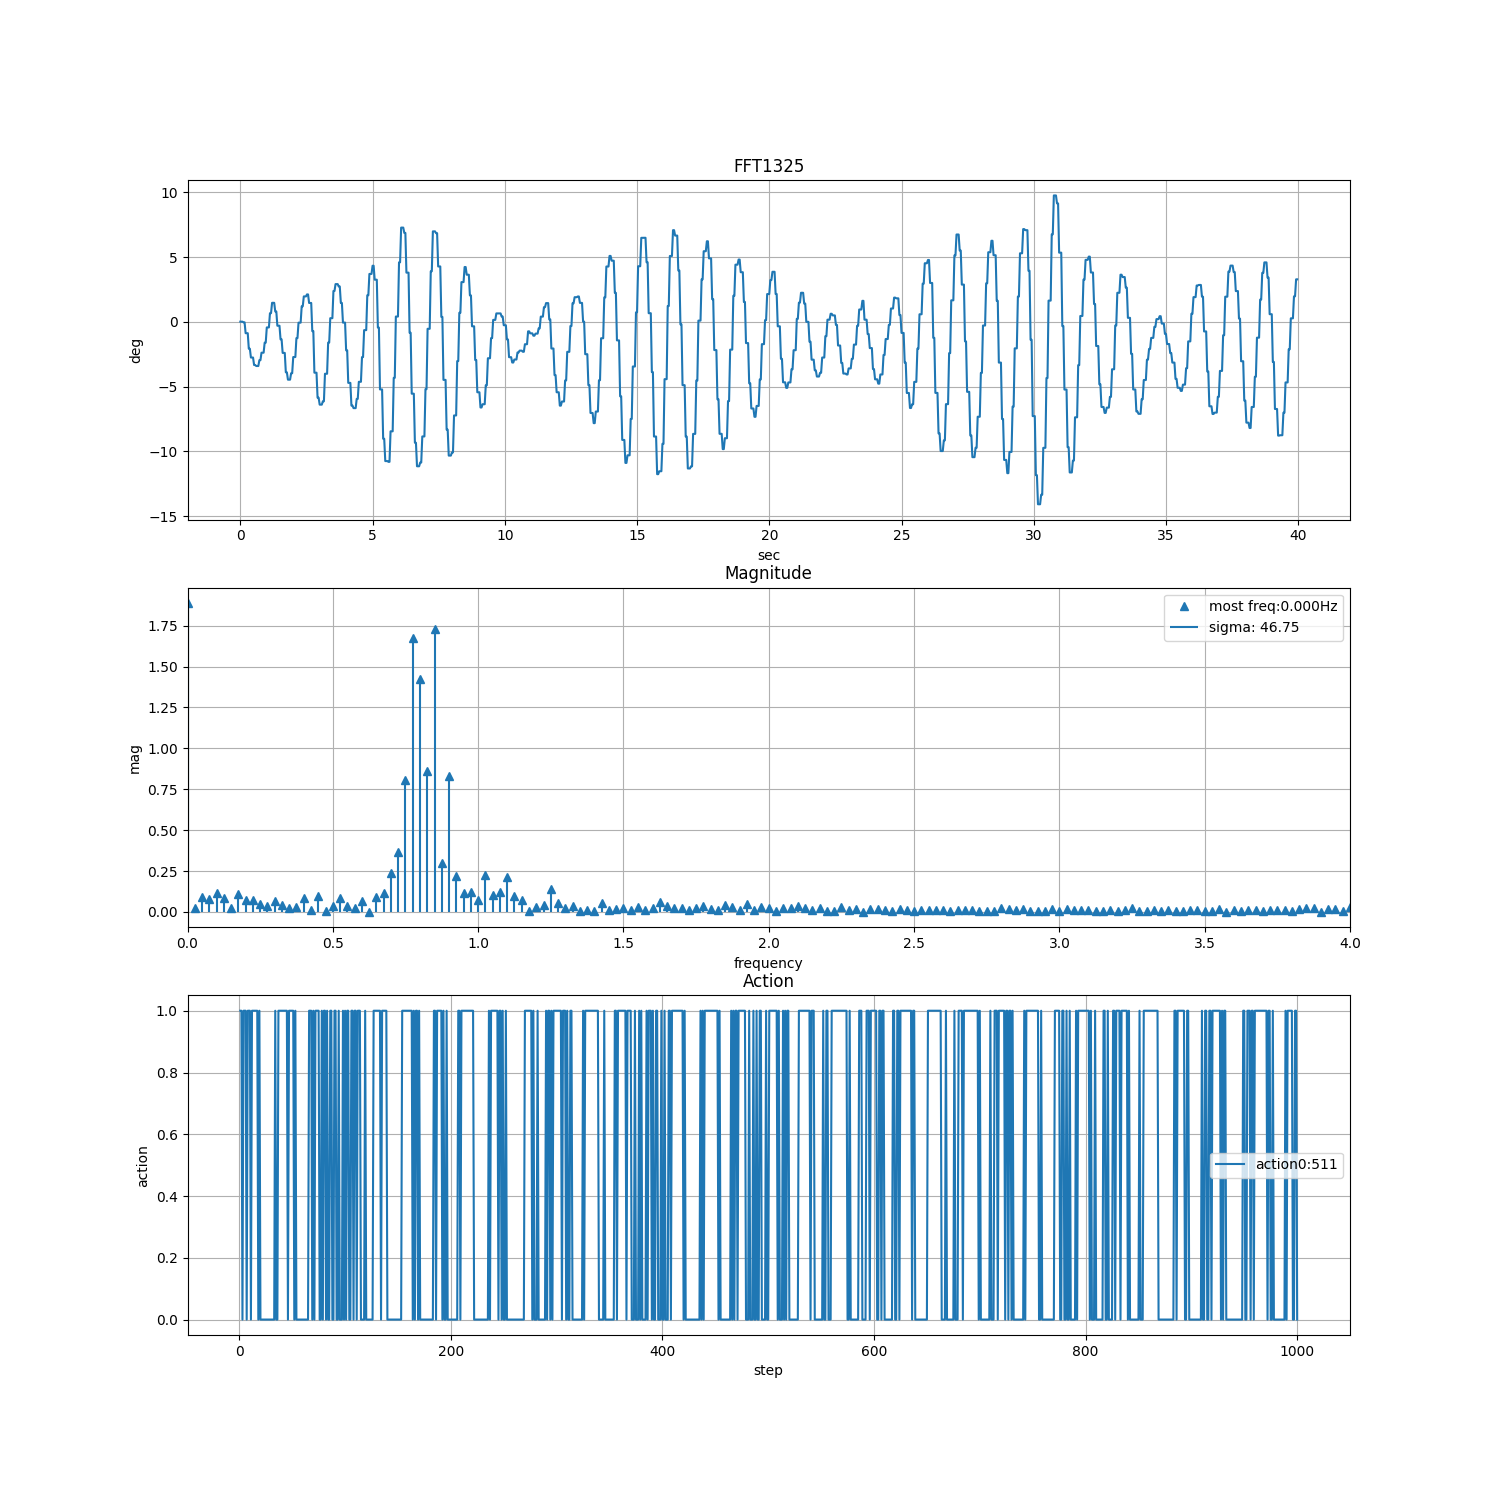 FFT1325
10
5
0
−5
−10
−15
deg
0 5 10 15 20 25 30 35 40
sec
Magnitude
most freq:0.000Hz
sigma: 46.75
1.75
1.50
1.25
1.00
0.75
0.50
0.25
0.00
mag
0.0 0.5 1.0 1.5 2.0 2.5 3.0 3.5 4.0
frequency
Action
1.0
0.8
0.6
0.4
0.2
0.0
action
action0:511
0 200 400 600 800 1000
step